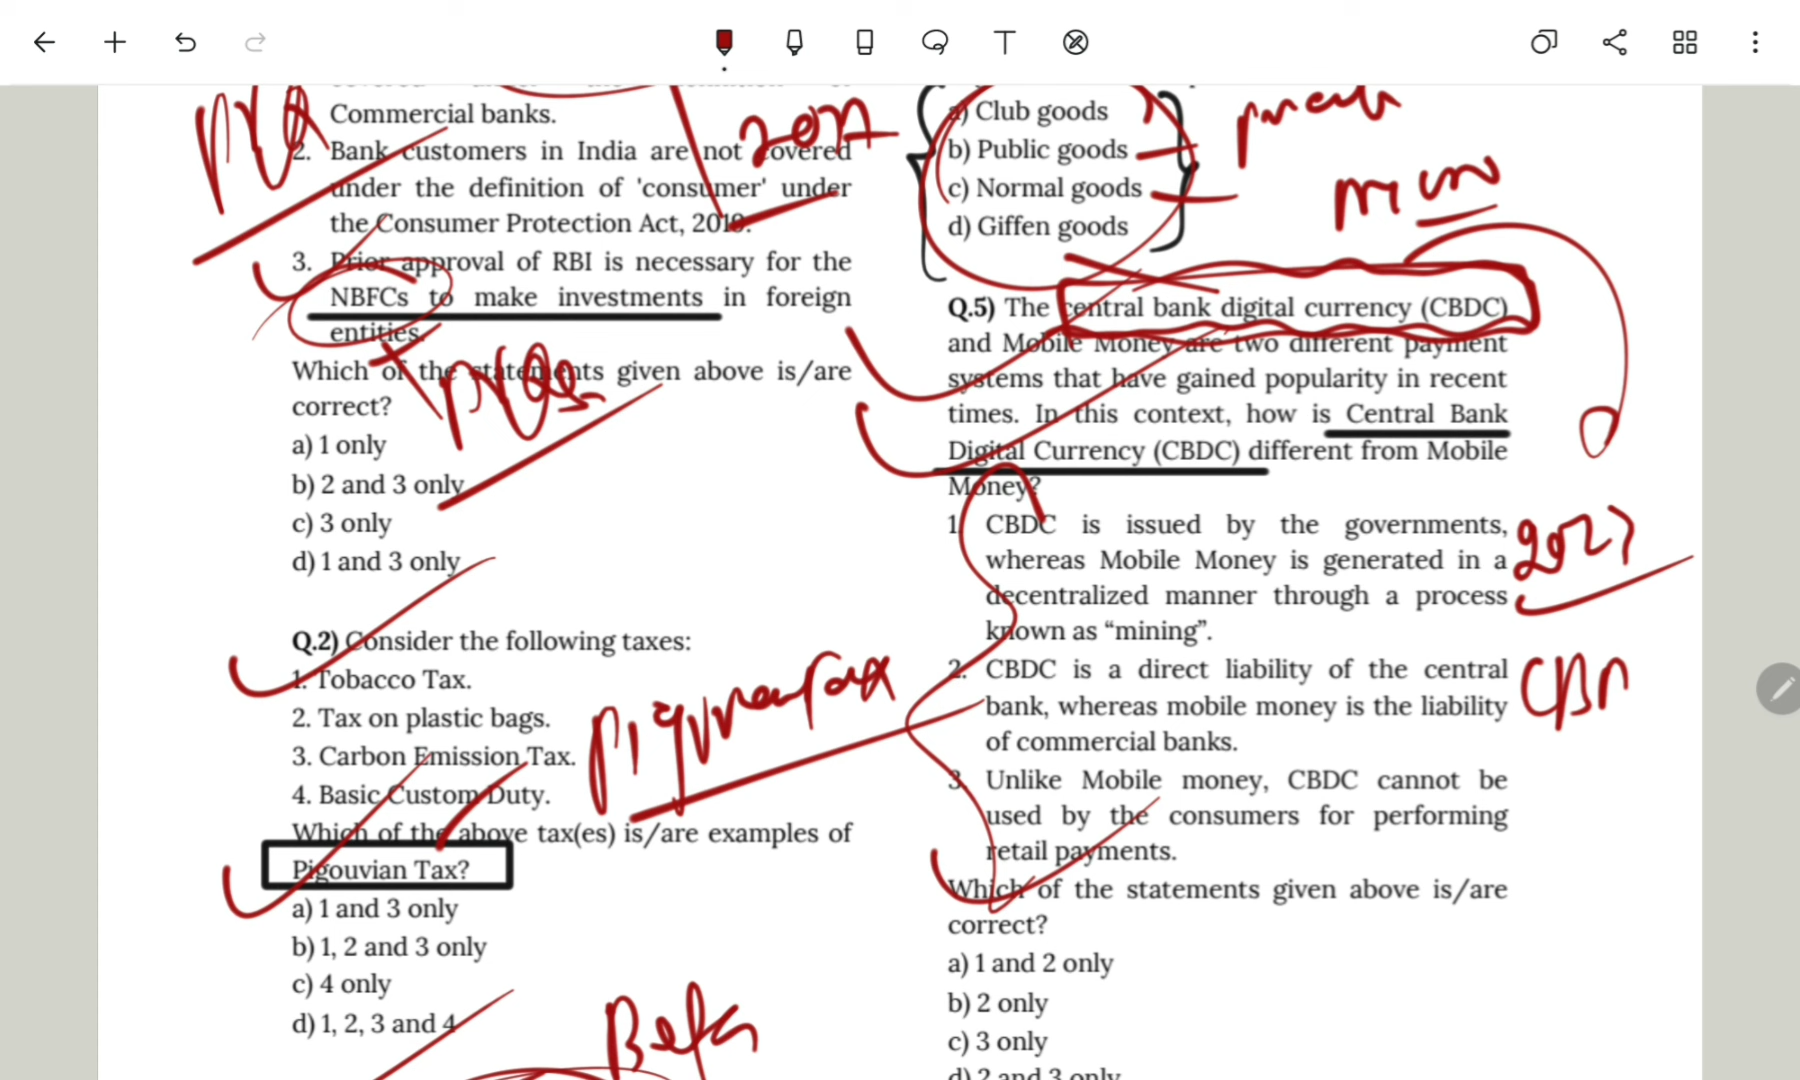 Commercial banks.
2. Bank customers in India are not covered
under the definition of 'consumer' under
the Consumer Protection Act, 2019.
3. Prior approval of RBI is necessary for the
NBFCs to make investments in foreign
entities.
Which of the statements given above is/are
correct?
a) 1 only
b) 2 and 3 only
c) 3 only
d) 1 and 3 only
Q.2) Consider the following taxes:
1. Tobacco Tax.
2. Tax on plastic bags.
3. Carbon Emission Tax.
4. Basic Custom Duty.
Which of the above tax(es) is/are examples of
Pigouvian Tax?
a) 1 and 3 only
b) 1, 2 and 3 only
c) 4 only
d) 1, 2, 3 and 4
a) Club goods
b) Public goods
c) Normal goods
d) Giffen goods
Q.5) The central bank digital currency (CBDC)
and Mobile Money are two different payment
systems that have gained popularity in recent
times. In this context, how is Central Bank
Digital Currency (CBDC) different from Mobile
Money?
1. CBDC is issued by the governments,
whereas Mobile Money is generated in a
decentralized manner through a process
known as “mining”.
2. CBDC is a direct liability of the central
bank, whereas mobile money is the liability
of commercial banks.
3. Unlike Mobile money, CBDC cannot be
used by the consumers for performing
retail payments.
Which of the statements given above is/are
correct?
a) 1 and 2 only
b) 2 only
c) 3 only
d) 2 and 3 only